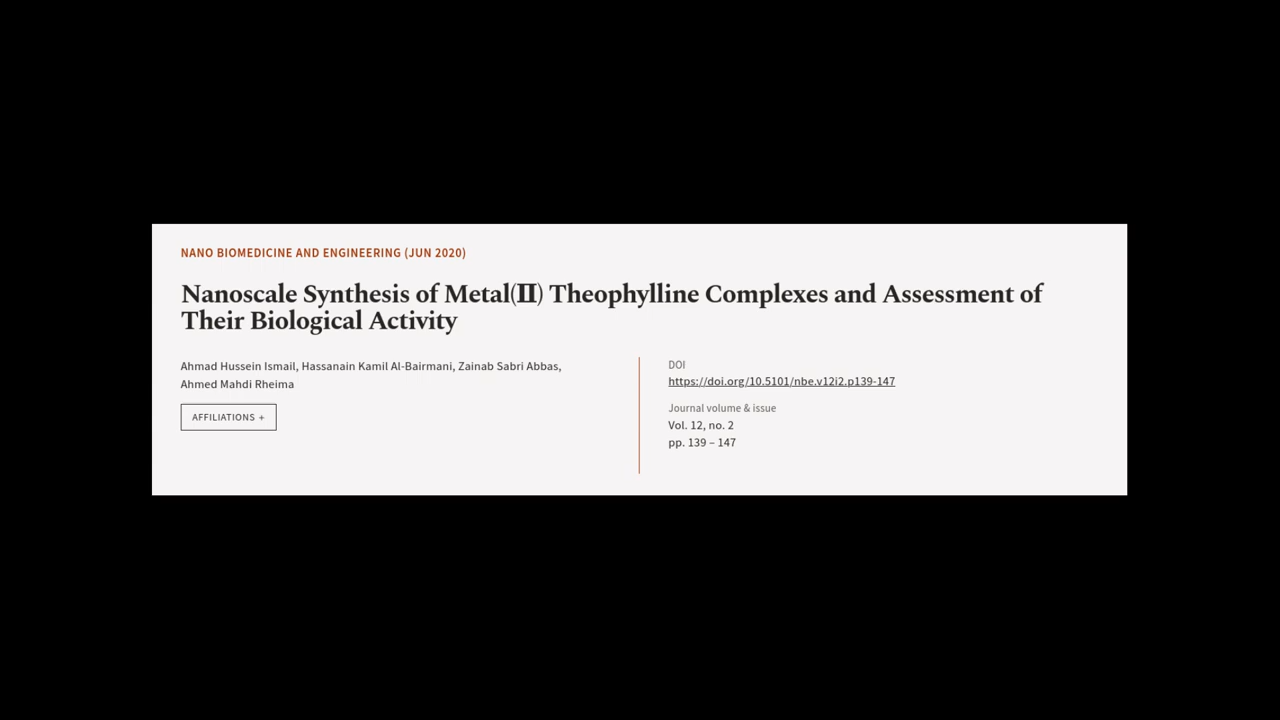 NANO BIOMEDICINE AND ENGINEERING (JUN 2020)
Nanoscale Synthesis of Metal(Ⅱ) Theophylline Complexes and Assessment of
Their Biological Activity
Ahmad Hussein Ismail, Hassanain Kamil Al-Bairmani, Zainab Sabri Abbas,
Ahmed Mahdi Rheima
AFFILIATIONS +
DOI
https://doi.org/10.5101/nbe.v12i2.p139-147
Journal volume & issue
Vol. 12, no. 2
pp. 139 – 147